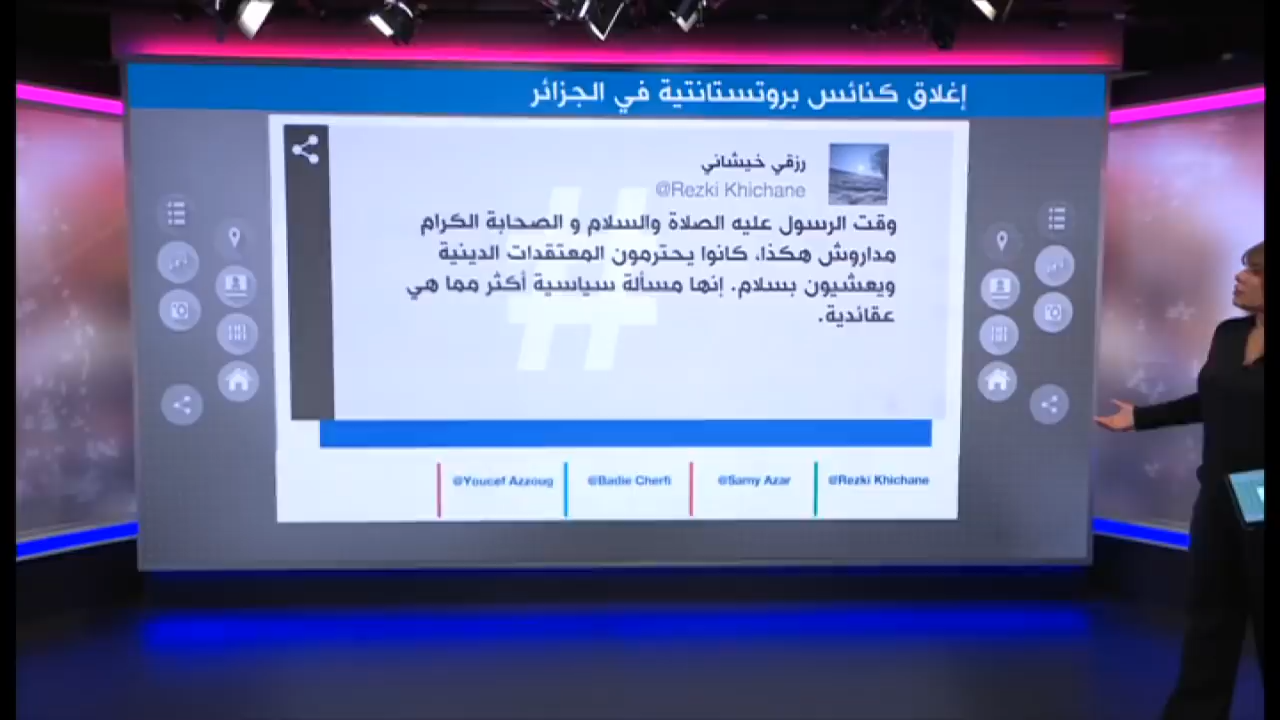 إغلاق كنائس بروتستانتية في الجزائر
رزقي خيشاني
@Rezki Khichane
وقت الرسول عليه الصلاة والسلام و الصحابة الكرام
مداروش هكذا، كانوا يحترمون المعتقدات الدينية
ويعشيون بسلام. إنها مسألة سياسية أكثر مما هي
عقائدية.
@Youcef Azzoug @Badie Cherfi @Samy Azar @Rezki Khichane